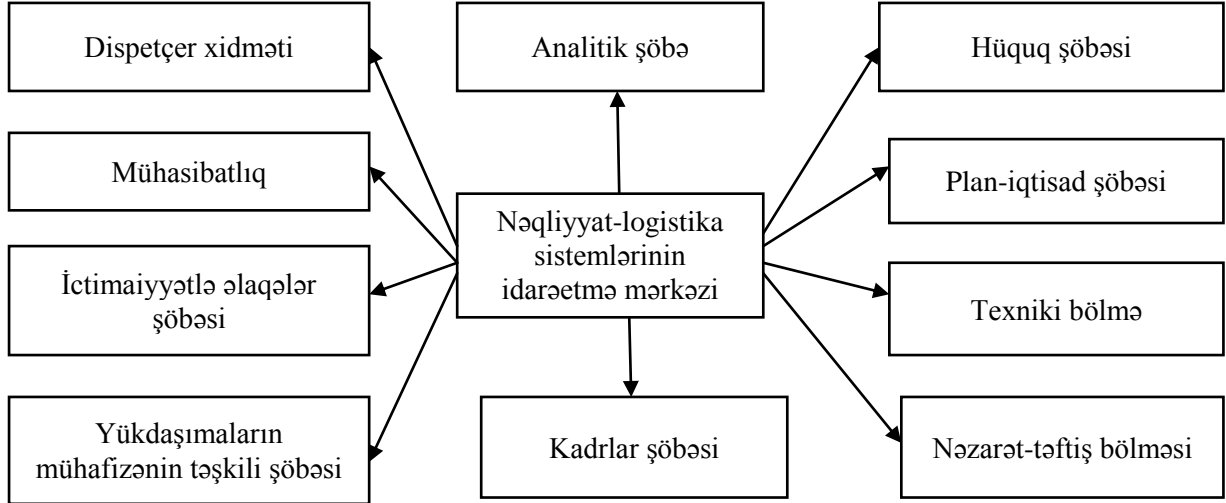 Dispetçer xidməti
Analitik şöbə
Hüquq şöbəsi
Mühasibatlıq
Plan-iqtisad şöbəsi
Nəqliyyat-logistika
sistemlərinin
idarəetmə mərkəzi
İctimaiyyətlə əlaqələr
şöbəsi
Texniki bölmə
Yükdaşımaların
mühafizənin təşkili şöbəsi
Kadrlar şöbəsi
Nəzarət-təftiş bölməsi